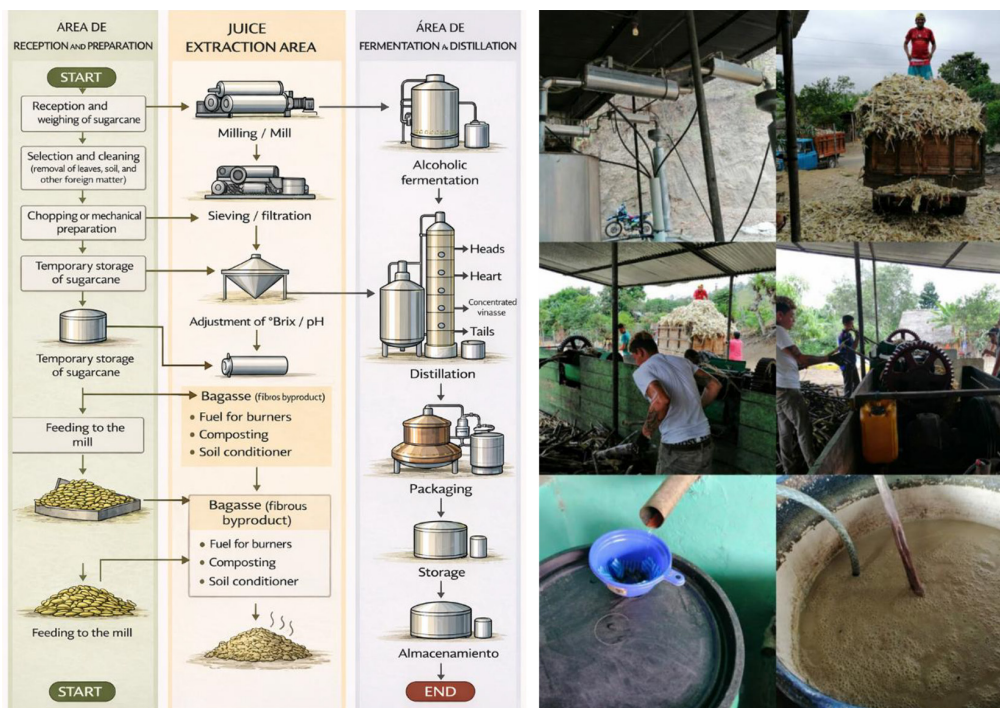 AREA DE
RECEPTION AND PREPARATION
START
Reception and
weighing of sugarcane
Selection and cleaning
(removal of leaves, soil, and
other foreign matter)
Chopping or mechanical
preparation
Temporary storage
of sugarcane
Temporary storage
of sugarcane
Feeding to the
mill
Feeding to the mill
START
JUICE
EXTRACTION AREA
Milling / Mill
Sieving / filtration
Adjustment of °Brix / pH
Bagasse (fibros byproduct)
• Fuel for burners
• Composting
• Soil conditioner
Bagasse (fibrous
byproduct)
• Fuel for burners
• Composting
• Soil conditioner
ÁREA DE
FERMENTATION & DISTILLATION
Alcoholic
fermentation
Heads
Heart
Concentrated
vinasse
Tails
Distillation
Packaging
Storage
Almacenamiento
END